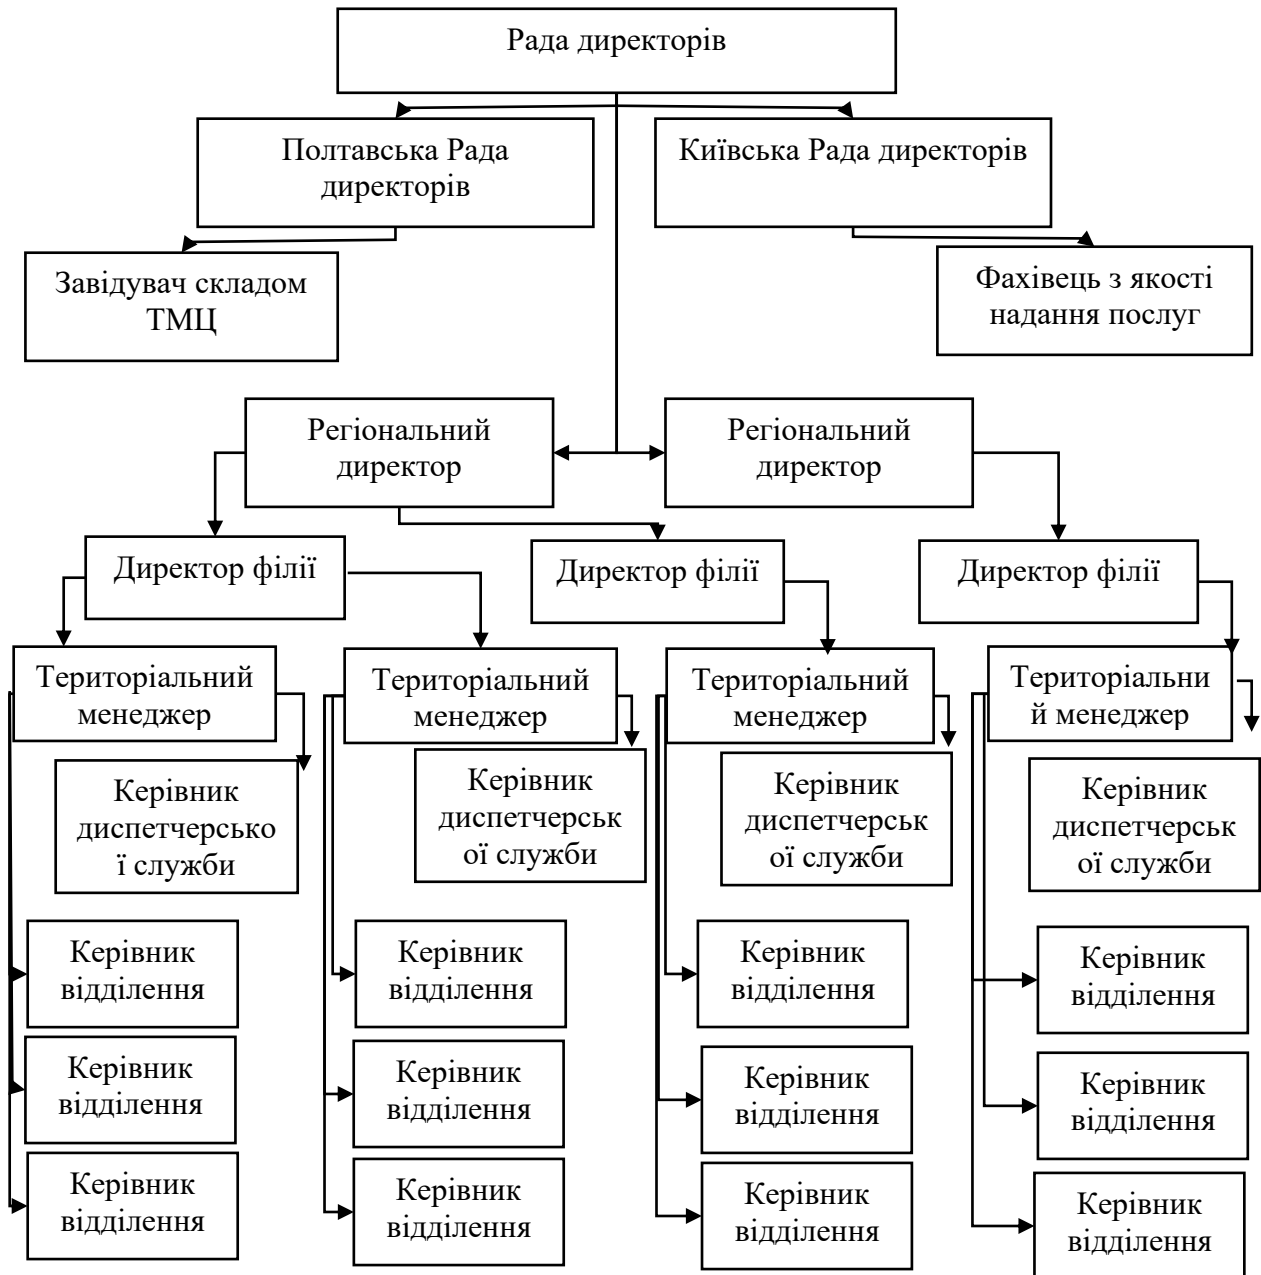 Рада директорів
Полтавська Рада
директорів
Київська Рада директорів
Завідувач складом
ТМЦ
Фахівець з якості
надання послуг
Регіональний
директор
Регіональний
директор
Директор філії
Директор філії
Директор філії
Територіальний
менеджер
Територіальний
менеджер
Територіальний
менеджер
Територіальни
й менеджер
Керівник
диспетчерсько
ї служби
Керівник
диспетчерськ
ої служби
Керівник
диспетчерськ
ої служби
Керівник
диспетчерськ
ої служби
Керівник
відділення
Керівник
відділення
Керівник
відділення
Керівник
відділення
Керівник
відділення
Керівник
відділення
Керівник
відділення
Керівник
відділення
Керівник
відділення
Керівник
відділення
Керівник
відділення
Керівник
відділення